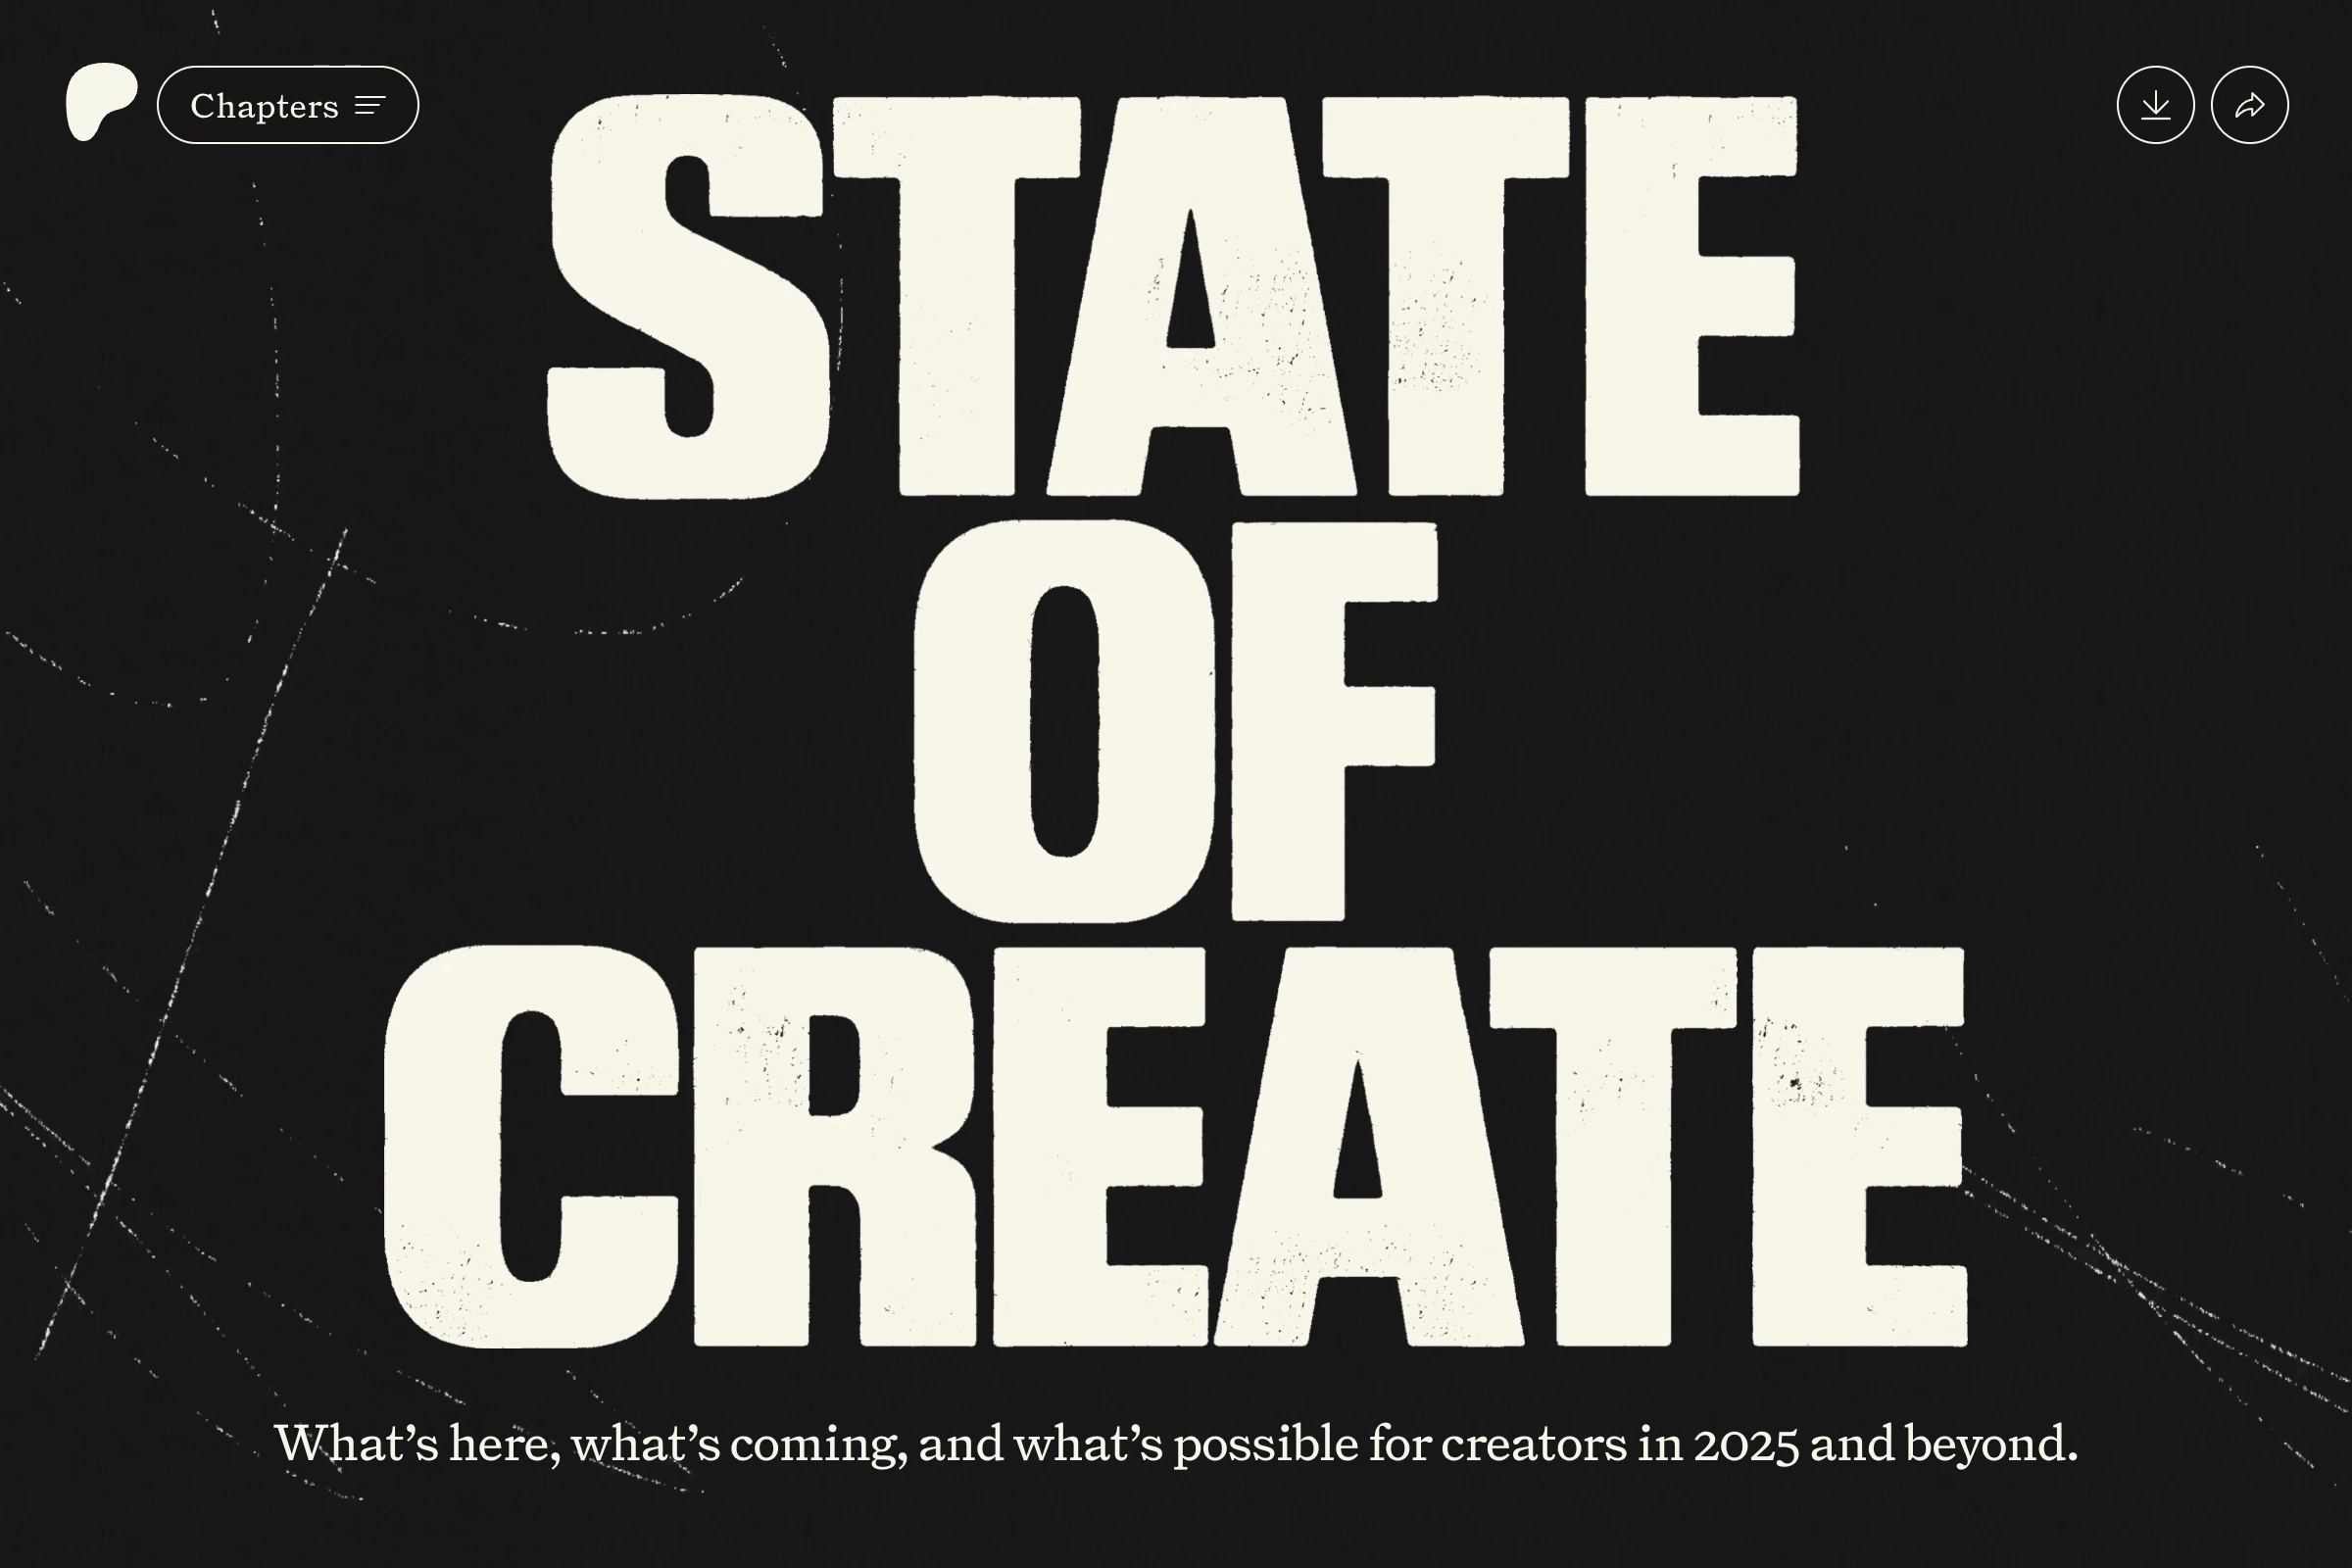 Chapters
STATE
OF
CREATE
What’s here, what’s coming, and what’s possible for creators in 2025 and beyond.